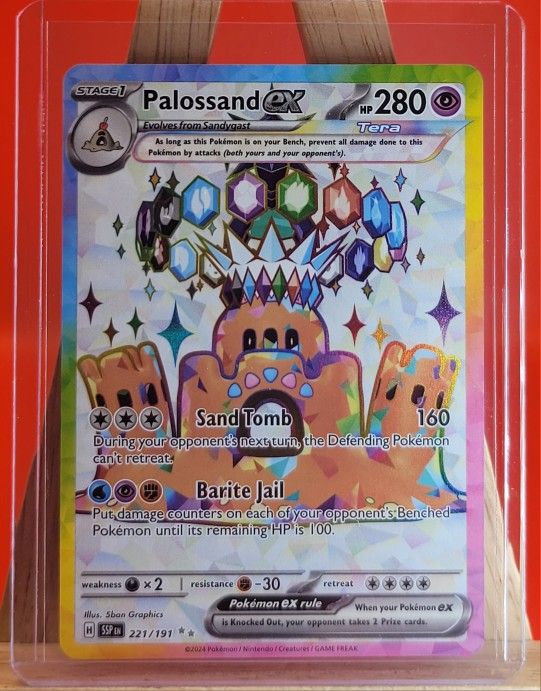 STAGE 1
Palossand ex
HP 280
Evolves from Sandygast
Tera
As long as this Pokémon is on your Bench, prevent all damage done to this
Pokémon by attacks (both yours and your opponent's).
Sand Tomb 160
During your opponent's next turn, the Defending Pokémon
can't retreat.
Barite Jail
Put damage counters on each of your opponent's Benched
Pokémon until its remaining HP is 100.
weakness ×2 resistance -30 retreat
Illus. 5ban Graphics
Pokémon ex rule When your Pokémon ex
is Knocked Out, your opponent takes 2 Prize cards.
H SSP EN 221/191
©2024 Pokémon / Nintendo / Creatures / GAME FREAK